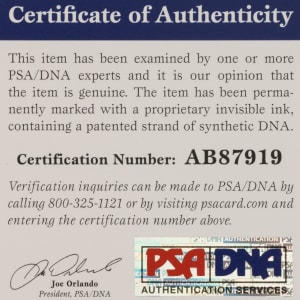 Certificate of Authenticity
This item has been examined by one or more
PSA/DNA experts and it is our opinion that
the item is genuine. The item has been perma-
nently marked with a proprietary invisible ink,
containing a patented strand of synthetic DNA.
Certification Number: AB87919
Verification inquiries can be made to PSA/DNA by
calling 800-325-1121 or by visiting psacard.com and
entering the certification number above.
Joe Orlando
President, PSA/DNA
PSA DNA
AUTHENTICATION SERVICES